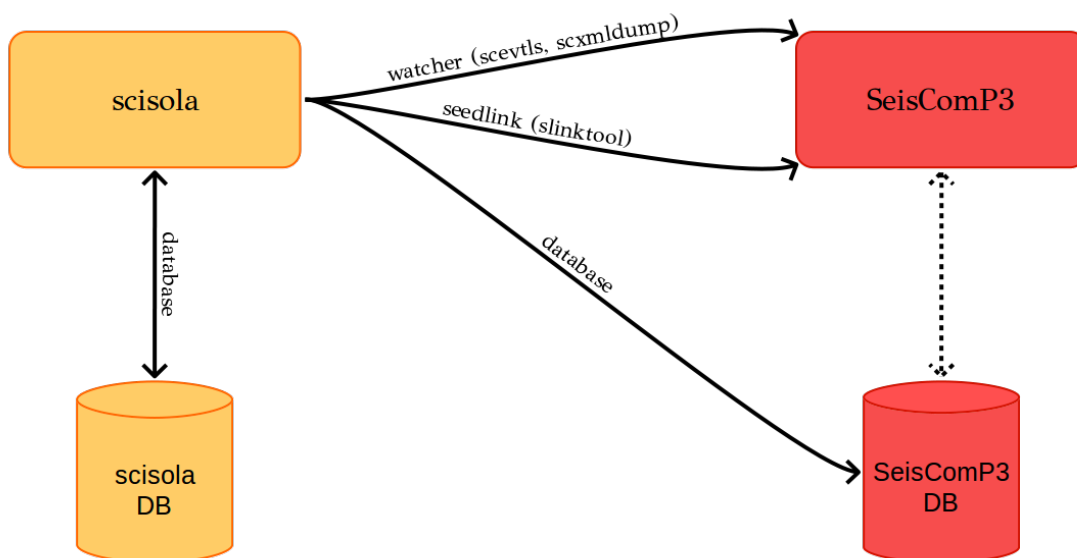 watcher (scevtls, scxmldump)
scisola
SeisComP3
seedlink (slinktool)
database
database
scisola
DB
SeisComP3
DB